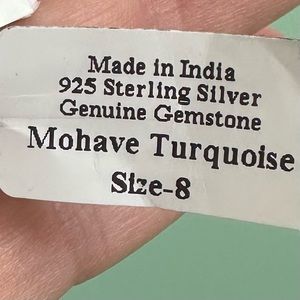 Made in India
925 Sterling Silver
Genuine Gemstone
Mohave Turquoise
Size-8